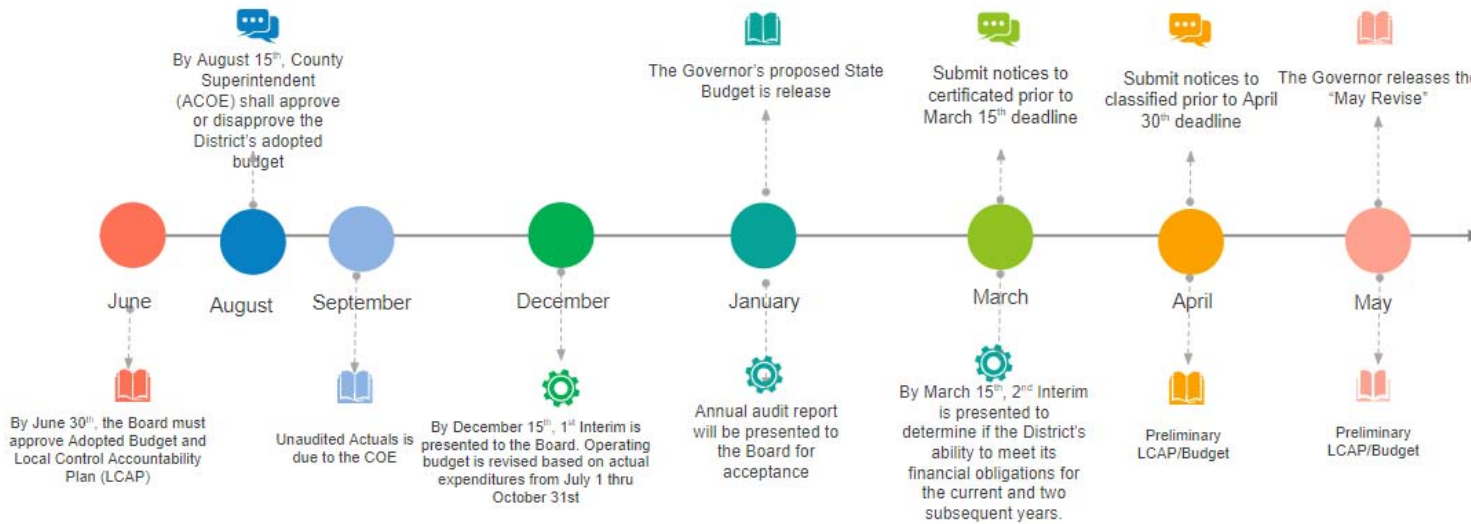 By August 15th, County
Superintendent
(ACOE) shall approve
or disapprove the
District's adopted
budget
The Governor's proposed State
Budget is release
Submit notices to
certificated prior to
March 15th deadline
Submit notices to
classified prior to April
30th deadline
The Governor releases the
"May Revise"
June
August
September
December
January
March
April
May
By June 30th, the Board must
approve Adopted Budget and
Local Control Accountability
Plan (LCAP)
Unaudited Actuals is
due to the COE
By December 15th, 1st Interim is
presented to the Board. Operating
budget is revised based on actual
expenditures from July 1 thru
October 31st
Annual audit report
will be presented to
the Board for
acceptance
By March 15th, 2nd Interim
is presented to
determine if the District's
ability to meet its
financial obligations for
the current and two
subsequent years.
Preliminary
LCAP/Budget
Preliminary
LCAP/Budget